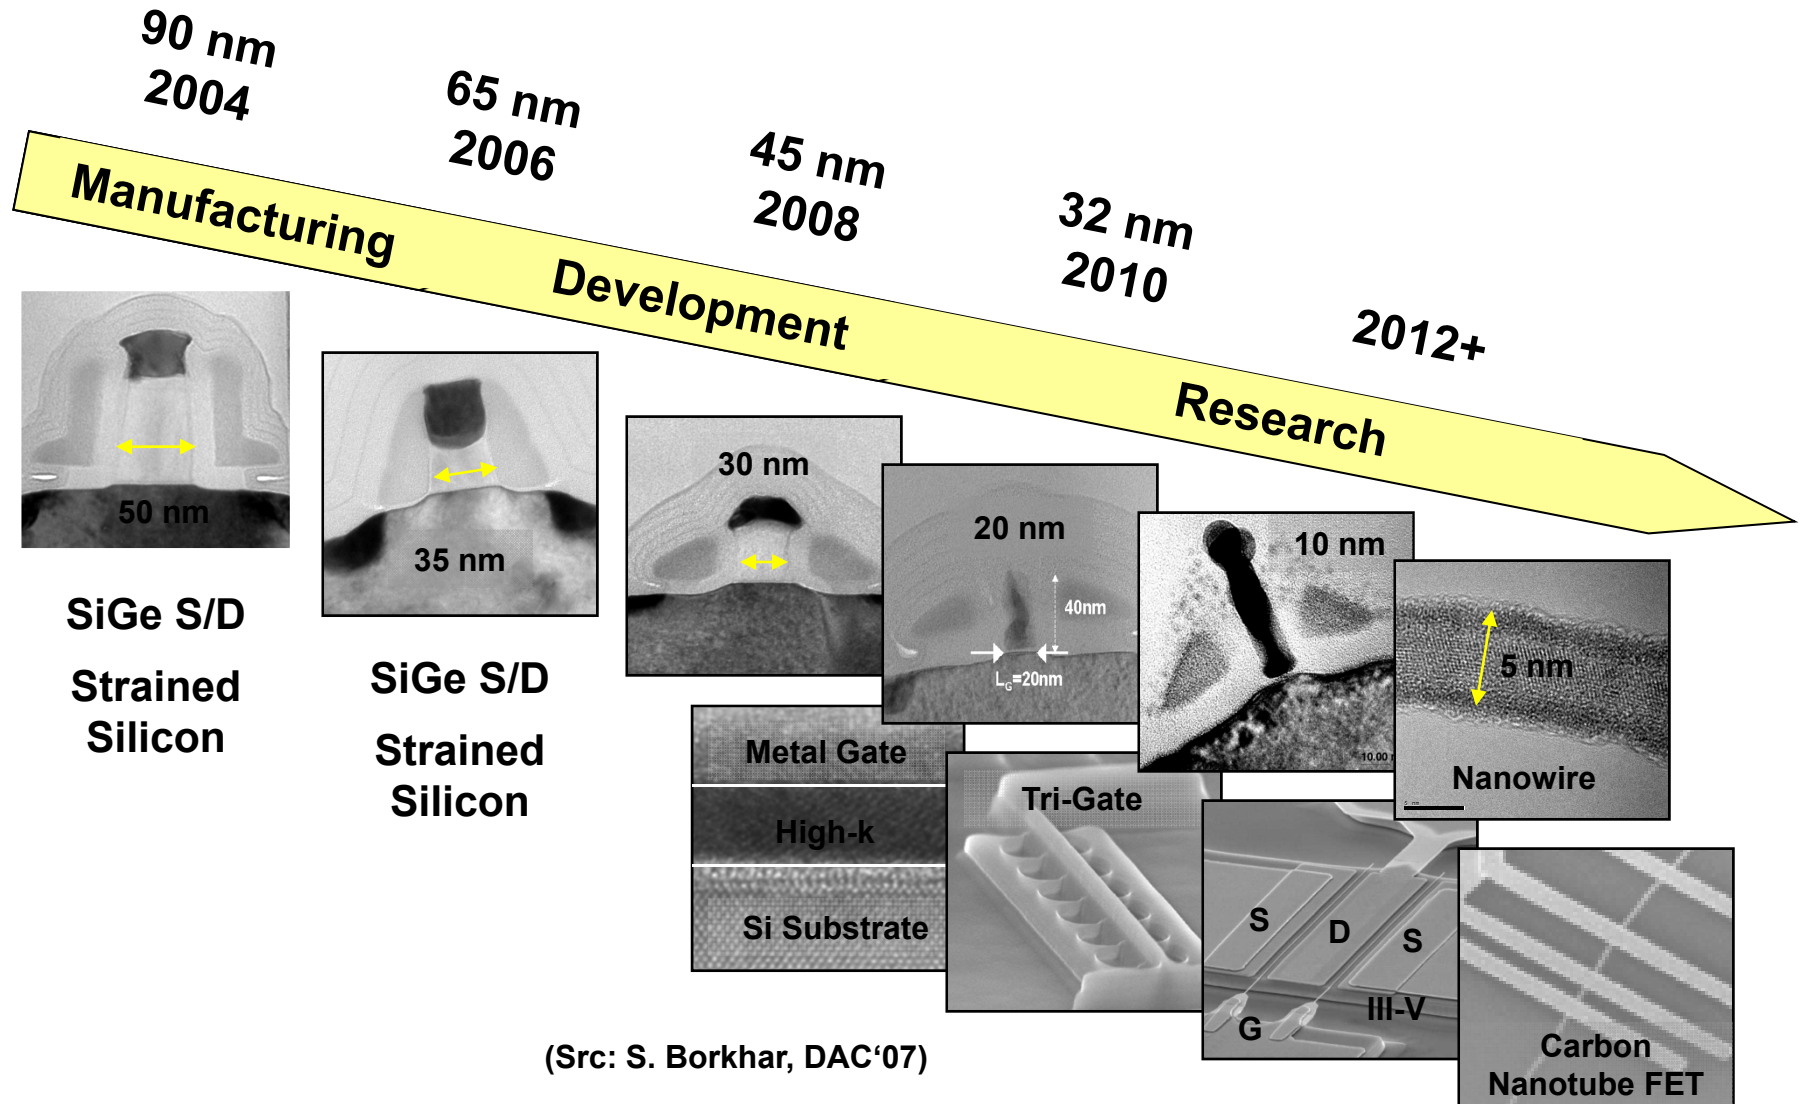 90 nm
2004
65 nm
2006
45 nm
2008
32 nm
2010
2012+
Manufacturing
Development
Research
50 nm
SiGe S/D
Strained
Silicon
35 nm
SiGe S/D
Strained
Silicon
30 nm
Metal Gate
High-k
Si Substrate
20 nm
40nm
LG=20nm
Tri-Gate
10 nm
S
D
S
III-V
G
5 nm
Nanowire
5 nm
Carbon
Nanotube FET
(Src: S. Borkhar, DAC‘07)